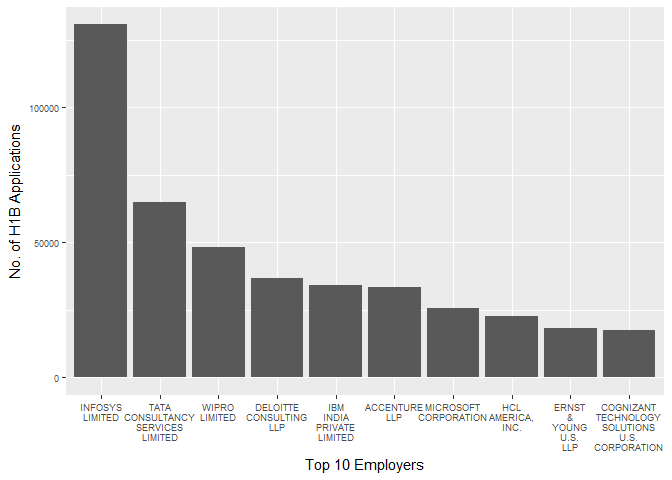 No. of H1B Applications
100000
50000
0
INFOSYS
LIMITED
TATA
CONSULTANCY
SERVICES
LIMITED
WIPRO
LIMITED
DELOITTE
CONSULTING
LLP
IBM
INDIA
PRIVATE
LIMITED
ACCENTURE
LLP
MICROSOFT
CORPORATION
HCL
AMERICA,
INC.
ERNST
&
YOUNG
U.S.
LLP
COGNIZANT
TECHNOLOGY
SOLUTIONS
U.S.
CORPORATION
Top 10 Employers